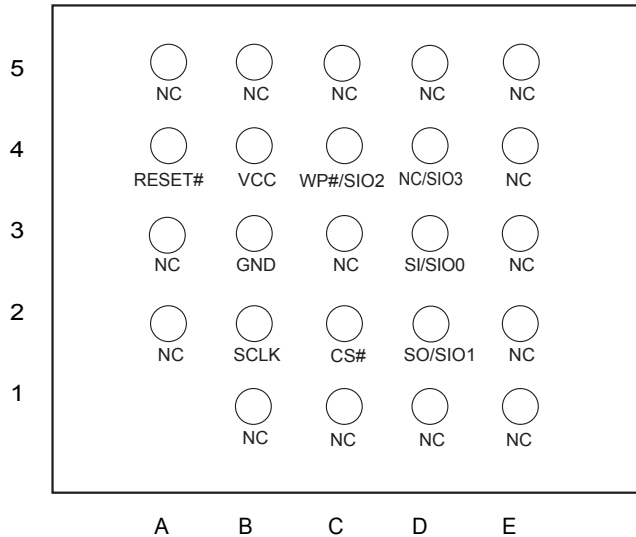 5
NC NC NC NC NC
4
RESET# VCC WP#/SIO2 NC/SIO3 NC
3
NC GND NC SI/SIO0 NC
2
NC SCLK CS# SO/SIO1 NC
1
NC NC NC NC
A B C D E